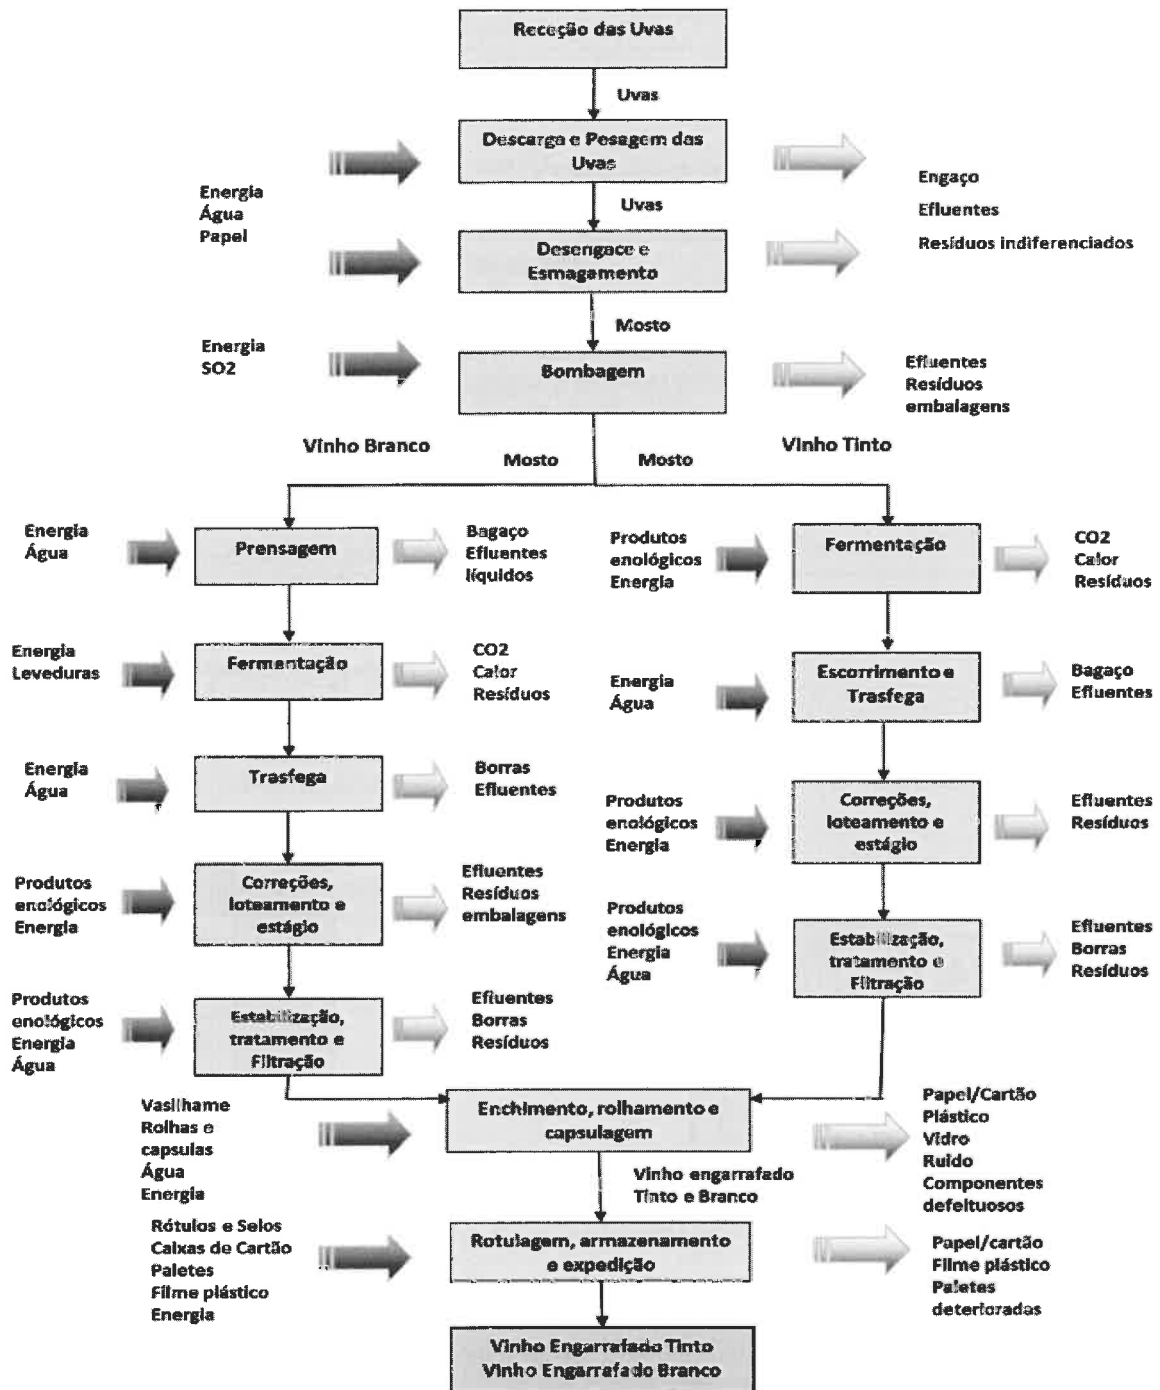 Receção das Uvas
Uvas
Descarga e Pesagem das
Uvas
Energia
Água
Papel
Engaço
Efluentes
Resíduos indiferenciados
Uvas
Desengace e
Esmagamento
Mosto
Energia
SO2
Bombagem
Efluentes
Resíduos
embalagens
Vinho Branco
Mosto
Mosto
Vinho Tinto
Energia
Água
Prensagem
Bagaço
Efluentes
líquidos
Produtos
enológicos
Energia
Fermentação
CO2
Calor
Resíduos
Energia
Leveduras
Fermentação
CO2
Calor
Resíduos
Energia
Água
Escorrimento e
Trasfega
Bagaço
Efluentes
Energia
Água
Trasfega
Borras
Efluentes
Produtos
enológicos
Energia
Correções,
loteamento e
estágio
Efluentes
Resíduos
Produtos
enológicos
Energia
Correções,
loteamento e
estágio
Efluentes
Resíduos
embalagens
Produtos
enológicos
Energia
Água
Estabilização,
tratamento e
Filtração
Efluentes
Borras
Resíduos
Produtos
enológicos
Energia
Água
Estabilização,
tratamento e
Filtração
Efluentes
Borras
Resíduos
Vasilhame
Rolhas e
capsulas
Água
Energia
Enchimento, rolhamento e
capsulagem
Papel/Cartão
Plástico
Vidro
Ruido
Componentes
defeituosos
Vinho engarrafado
Tinto e Branco
Rótulos e Selos
Caixas de Cartão
Paletes
Filme plástico
Energia
Rotulagem, armazenamento
e expedição
Papel/cartão
Filme plástico
Paletes
deterioradas
Vinho Engarrafado Tinto
Vinho Engarrafado Branco